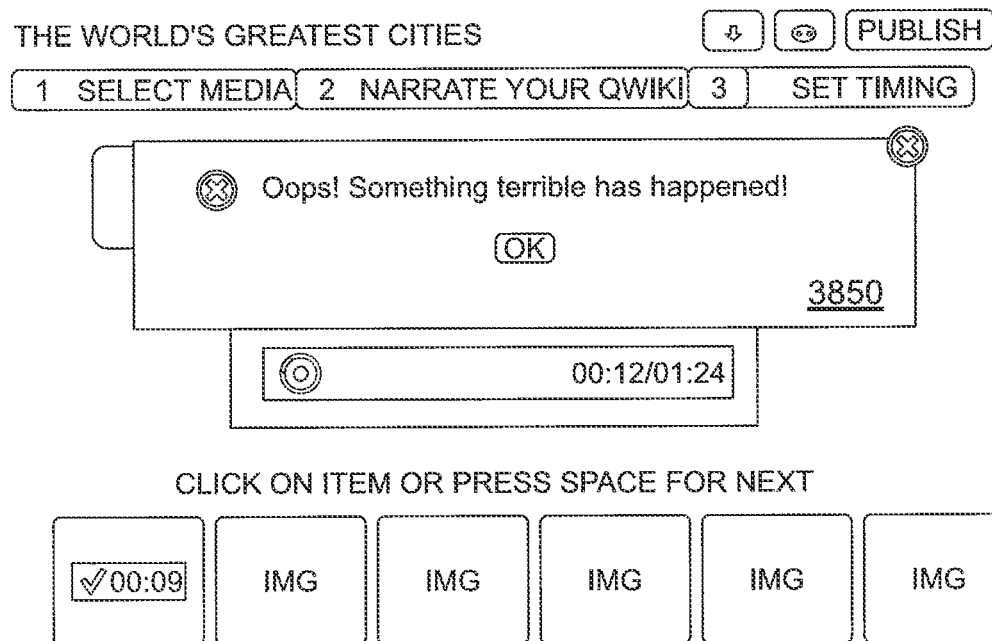 THE WORLD'S GREATEST CITIES PUBLISH
1 SELECT MEDIA 2 NARRATE YOUR QWIKI 3 SET TIMING
Oops! Something terrible has happened!
OK
3850
00:12/01:24
CLICK ON ITEM OR PRESS SPACE FOR NEXT
00:09 IMG IMG IMG IMG IMG